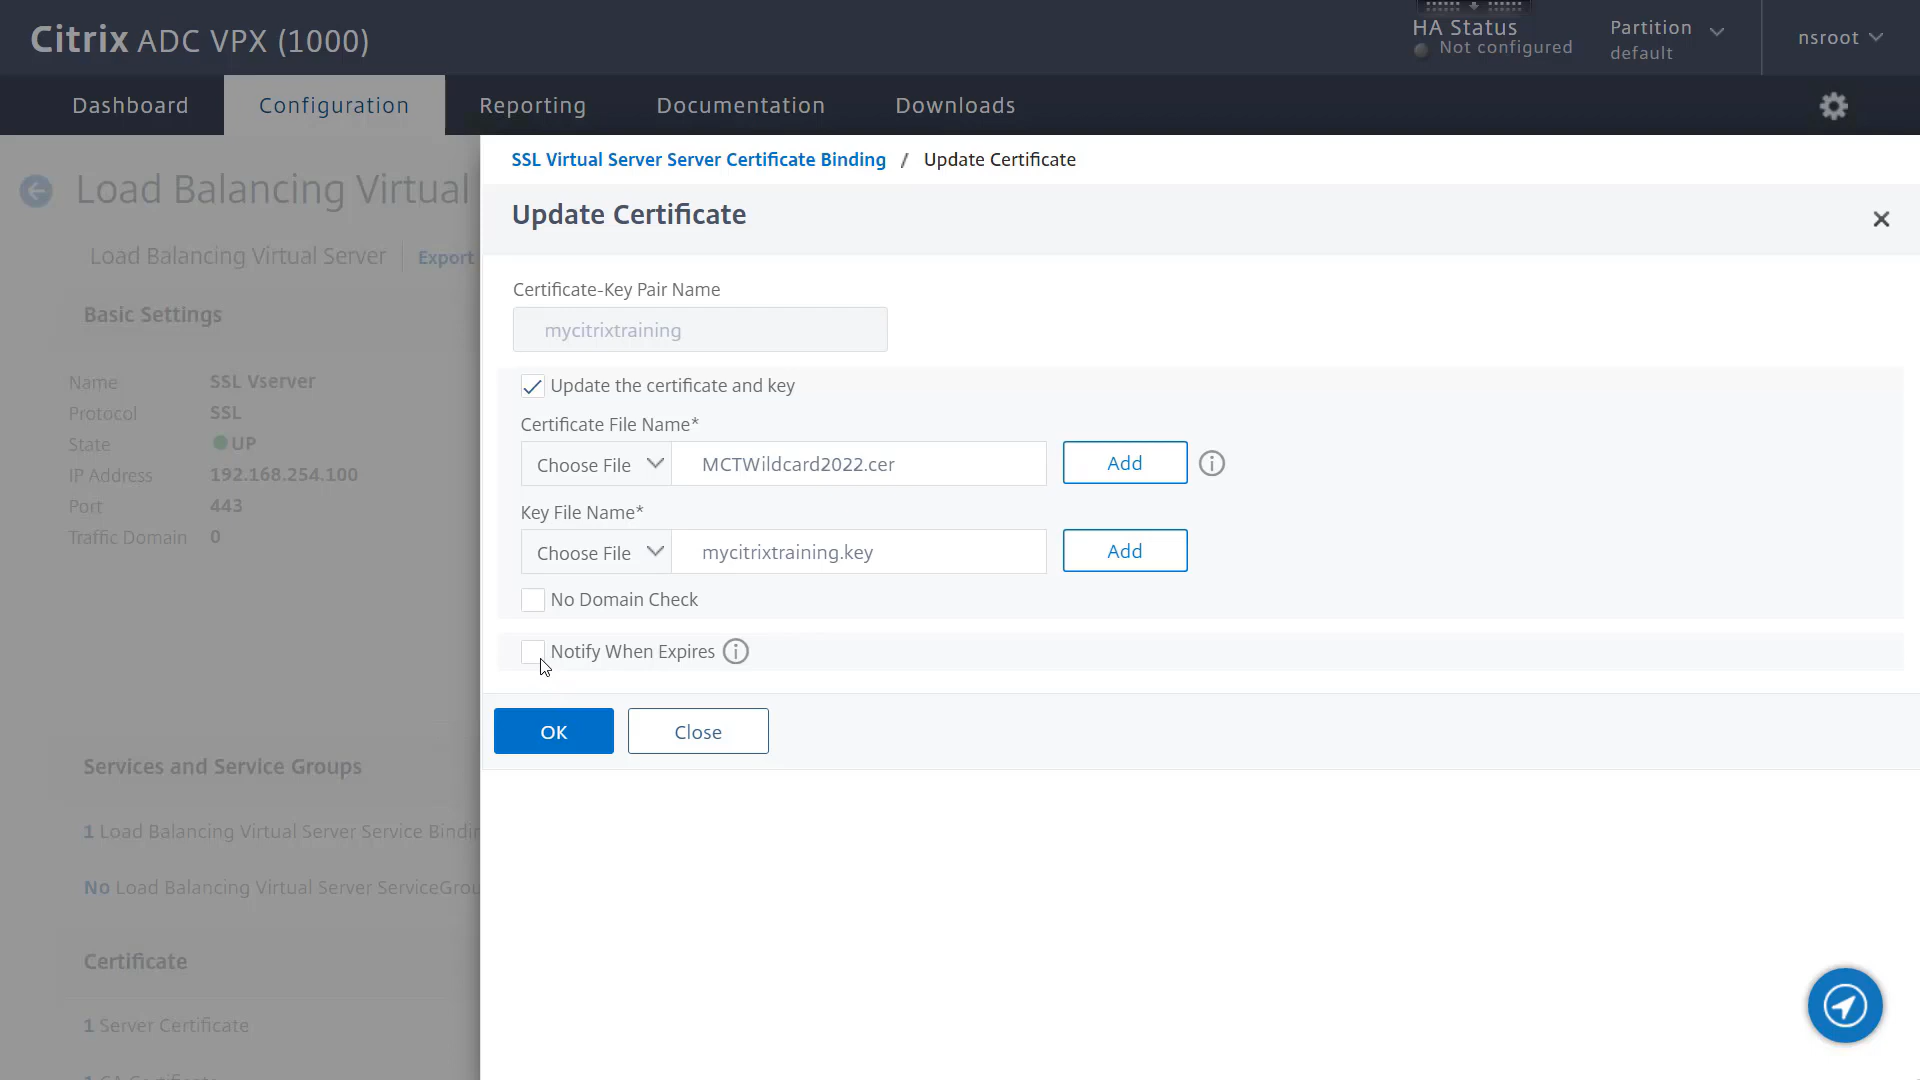 Citrix ADC VPX (1000)
HA Status
Not configured
Partition
default
nsroot
Dashboard
Configuration
Reporting
Documentation
Downloads
Load Balancing Virtual
Load Balancing Virtual Server
Export
Basic Settings
Name SSL Vserver
Protocol SSL
State UP
IP Address 192.168.254.100
Port 443
Traffic Domain 0
Services and Service Groups
1 Load Balancing Virtual Server Service
No Load Balancing Virtual Server
Certificate
1 Server Certificate
SSL Virtual Server Server Certificate Binding / Update Certificate
Update Certificate
Certificate-Key Pair Name
mycitrixtraining
Update the certificate and key
Certificate File Name*
Choose File MCTWildcard2022.cer Add
Key File Name*
Choose File mycitrixtraining.key Add
No Domain Check
Notify When Expires
OK Close